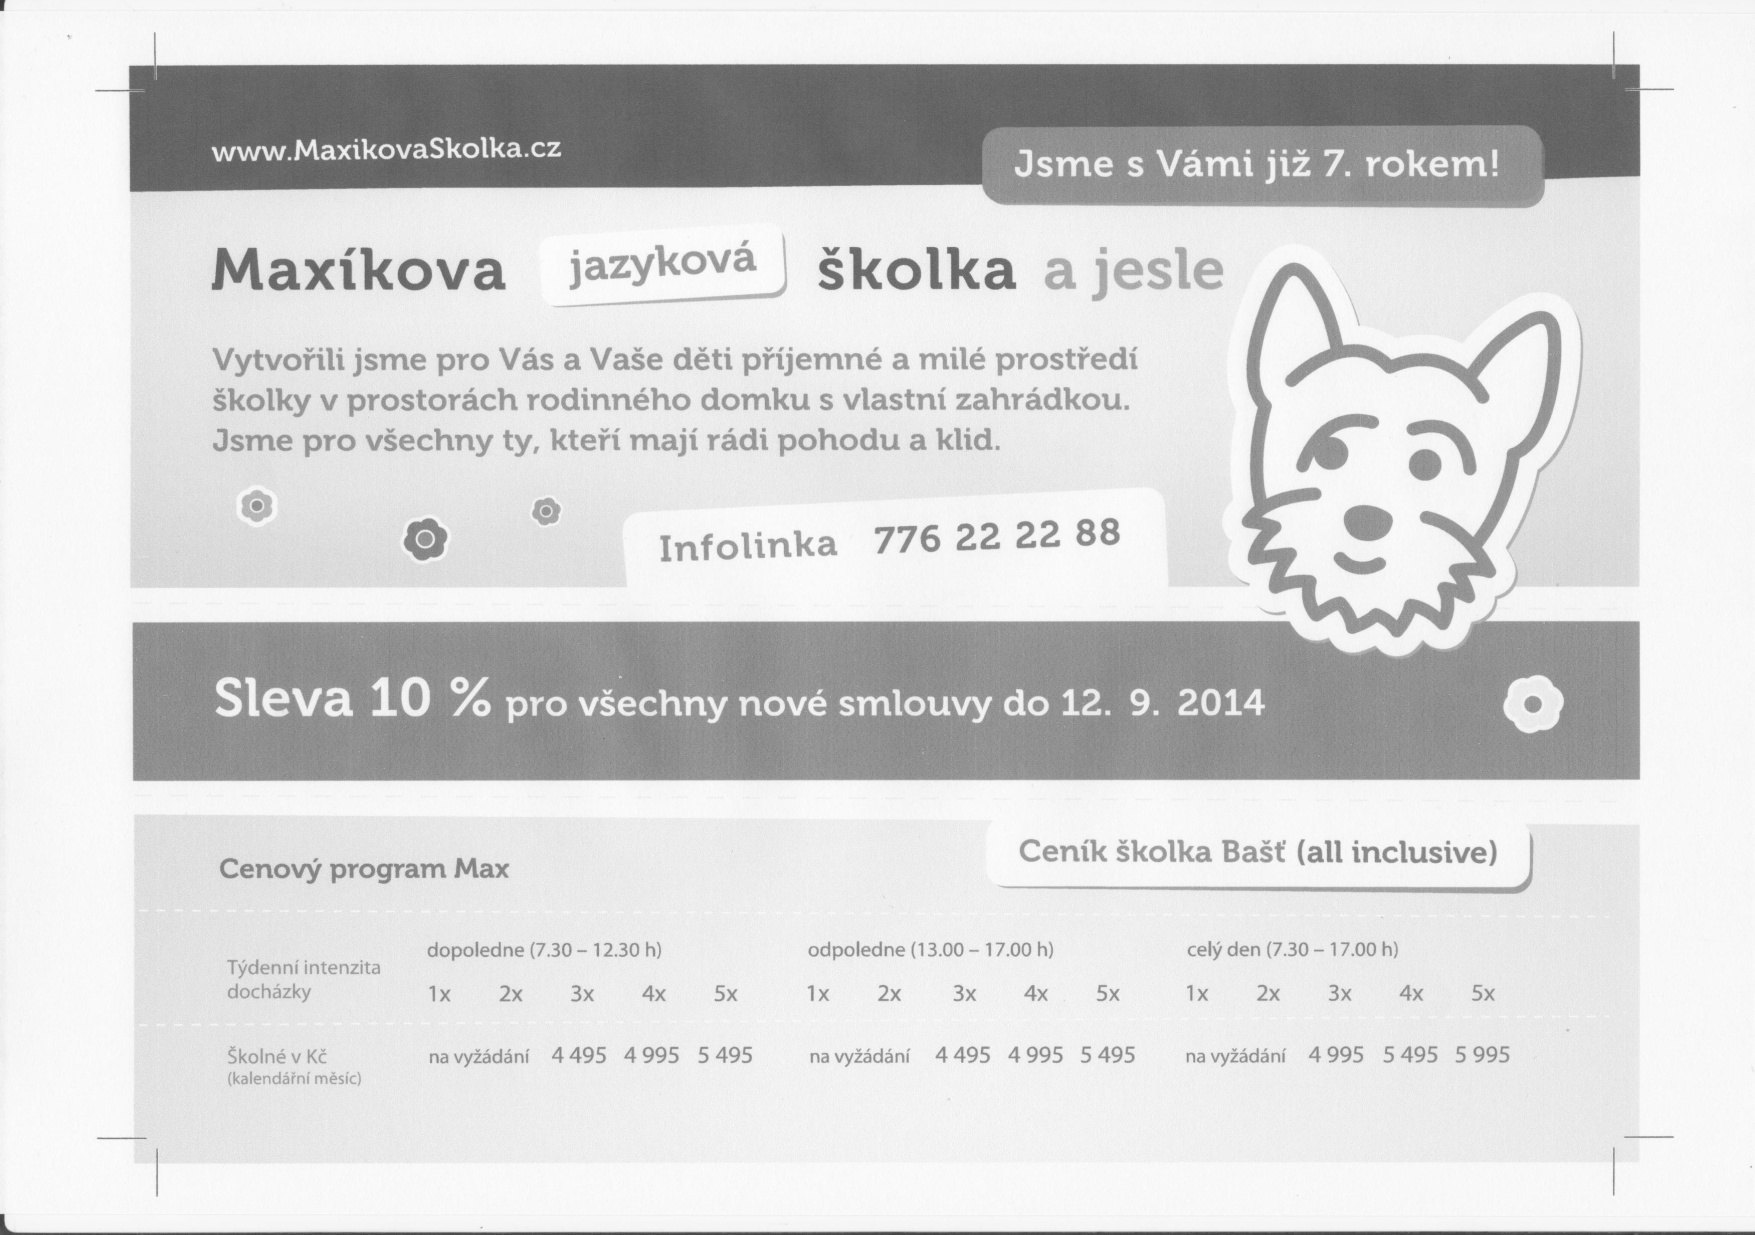 www.MaxikovaSkolka.cz
Jsme s Vámi již 7. rokem!
Maxíkova jazyková školka a jesle
Vytvořili jsme pro Vás a Vaše děti příjemné a milé prostředí
školky v prostorách rodinného domku s vlastní zahrádkou.
Jsme pro všechny ty, kteří mají rádi pohodu a klid.
Infolinka 776 22 22 88
Sleva 10 % pro všechny nové smlouvy do 12. 9. 2014
Ceník školka Bašť (all inclusive)
Cenový program Max
dopoledne (7.30 – 12.30 h) odpoledne (13.00 – 17.00 h) celý den (7.30 – 17.00 h)
Týdenní intenzita
docházky 1x 2x 3x 4x 5x 1x 2x 3x 4x 5x 1x 2x 3x 4x 5x
Školné v Kč na vyžádání 4 495 4 995 5 495 na vyžádání 4 495 4 995 5 495 na vyžádání 4 995 5 495 5 995
(kalendářní měsíc)